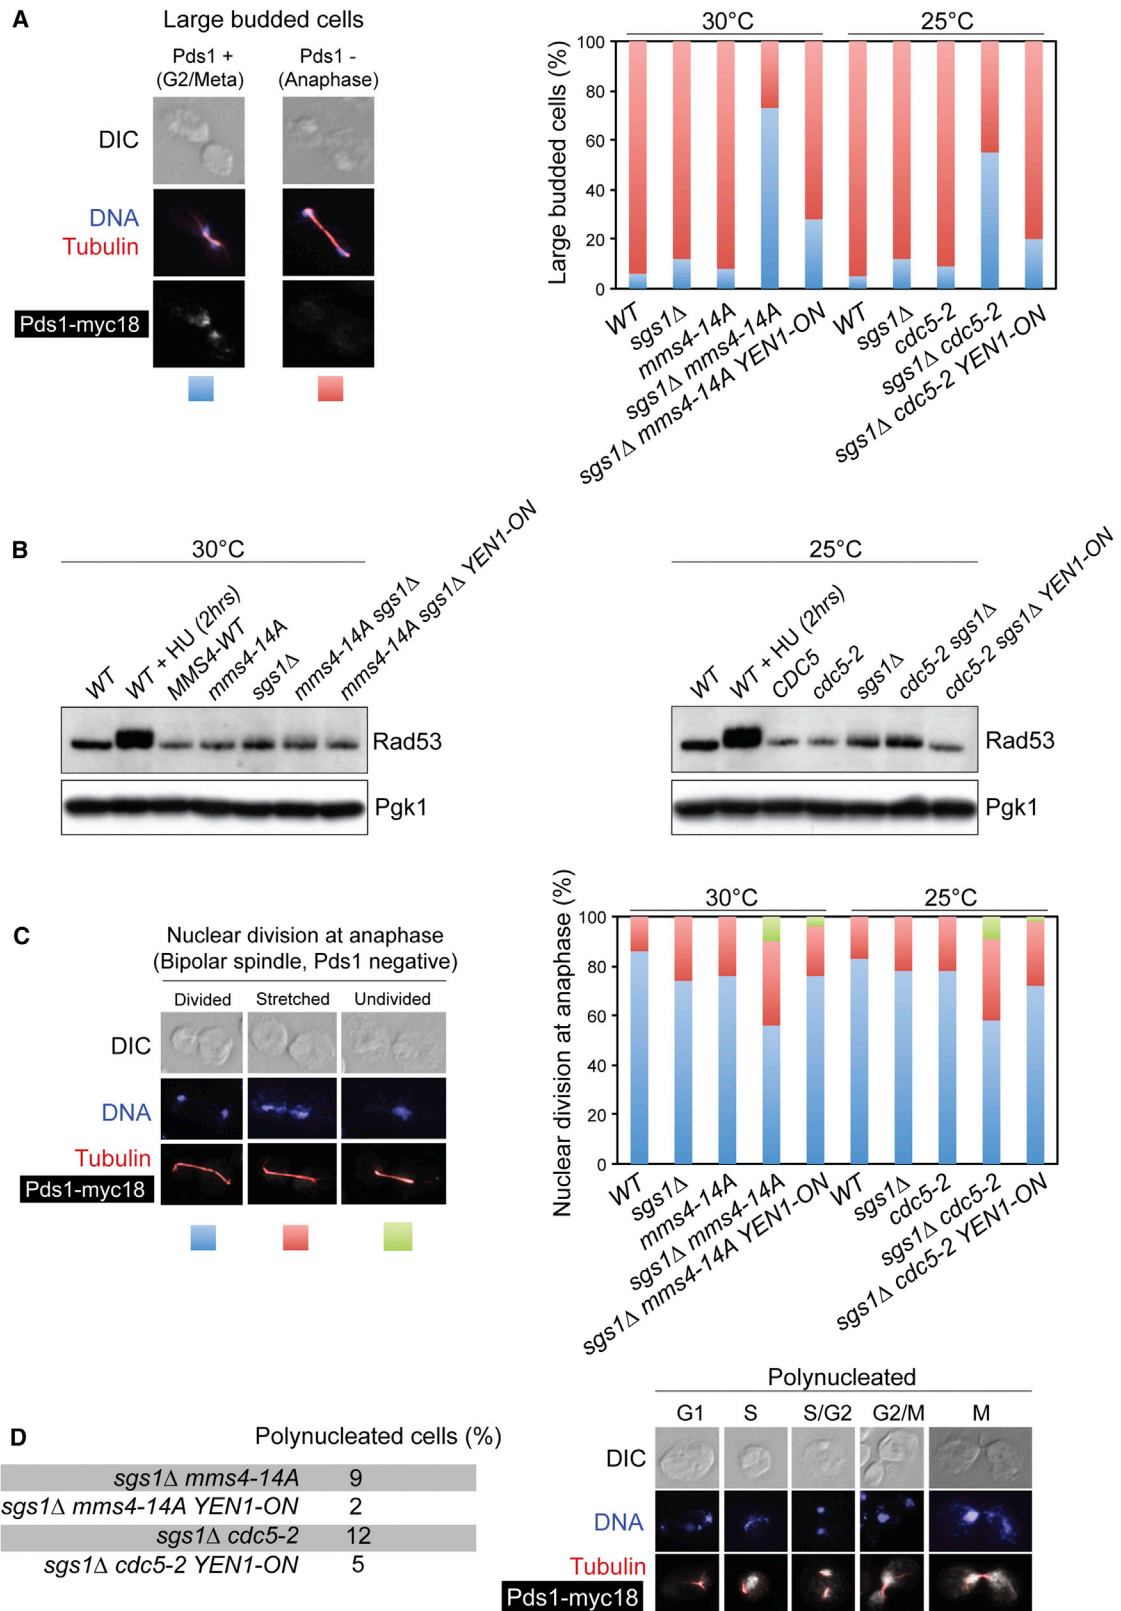 A
Large budded cells
Pds1 +
(G2/Meta)
Pds1 -
(Anaphase)
DIC
DNA
Tubulin
Pds1-myc18
30°C
25°C
Large budded cells (%)
100
80
60
40
20
0
WT
sgs1Δ
mms4-14A
sgs1Δ mms4-14A
sgs1Δ mms4-14A YEN1-ON
WT
sgs1Δ
cdc5-2
sgs1Δ cdc5-2
sgs1Δ cdc5-2 YEN1-ON
B
30°C
WT
WT + HU (2hrs)
MMS4-WT
mms4-14A
sgs1Δ
mms4-14A sgs1Δ
mms4-14A sgs1Δ YEN1-ON
Rad53
Pgk1
25°C
WT
WT + HU (2hrs)
CDC5
cdc5-2
sgs1Δ
cdc5-2 sgs1Δ
cdc5-2 sgs1Δ YEN1-ON
Rad53
Pgk1
C
Nuclear division at anaphase
(Bipolar spindle, Pds1 negative)
Divided
Stretched
Undivided
DIC
DNA
Tubulin
Pds1-myc18
30°C
25°C
Nuclear division at anaphase (%)
100
80
60
40
20
0
WT
sgs1Δ
mms4-14A
sgs1Δ mms4-14A
sgs1Δ mms4-14A YEN1-ON
WT
sgs1Δ
cdc5-2
sgs1Δ cdc5-2
sgs1Δ cdc5-2 YEN1-ON
D
Polynucleated cells (%)
sgs1Δ mms4-14A 9
sgs1Δ mms4-14A YEN1-ON 2
sgs1Δ cdc5-2 12
sgs1Δ cdc5-2 YEN1-ON 5
Polynucleated
G1 S S/G2 G2/M M
DIC
DNA
Tubulin
Pds1-myc18